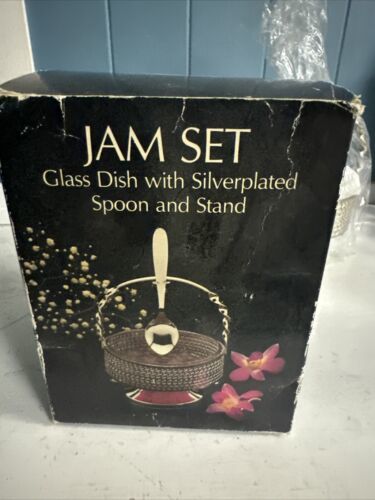 JAM SET
Glass Dish with Silverplated
Spoon and Stand